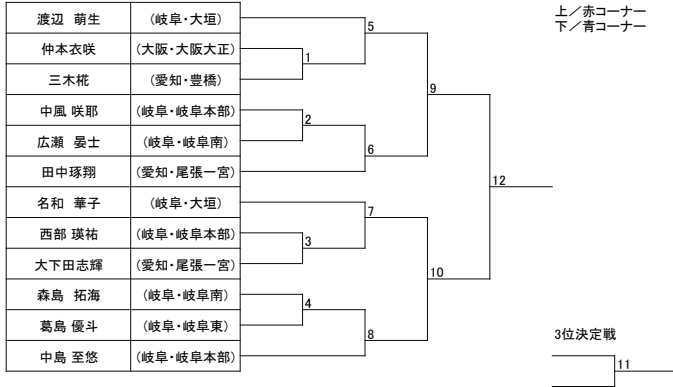 上／赤コーナー
下／青コーナー
渡辺　萌生 (岐阜・大垣)
仲本衣咲 (大阪・大阪大正)
三木椛 (愛知・豊橋)
中風 咲耶 (岐阜・岐阜本部)
広瀬　晏士 (岐阜・岐阜南)
田中琢翔 (愛知・尾張一宮)
名和　華子 (岐阜・大垣)
西部 瑛祐 (岐阜・岐阜本部)
大下田志輝 (愛知・尾張一宮)
森島　拓海 (岐阜・岐阜南)
葛島 優斗 (岐阜・岐阜東)
中島 至悠 (岐阜・岐阜本部)
1
2
3
4
5
6
7
8
9
10
12
3位決定戦
11